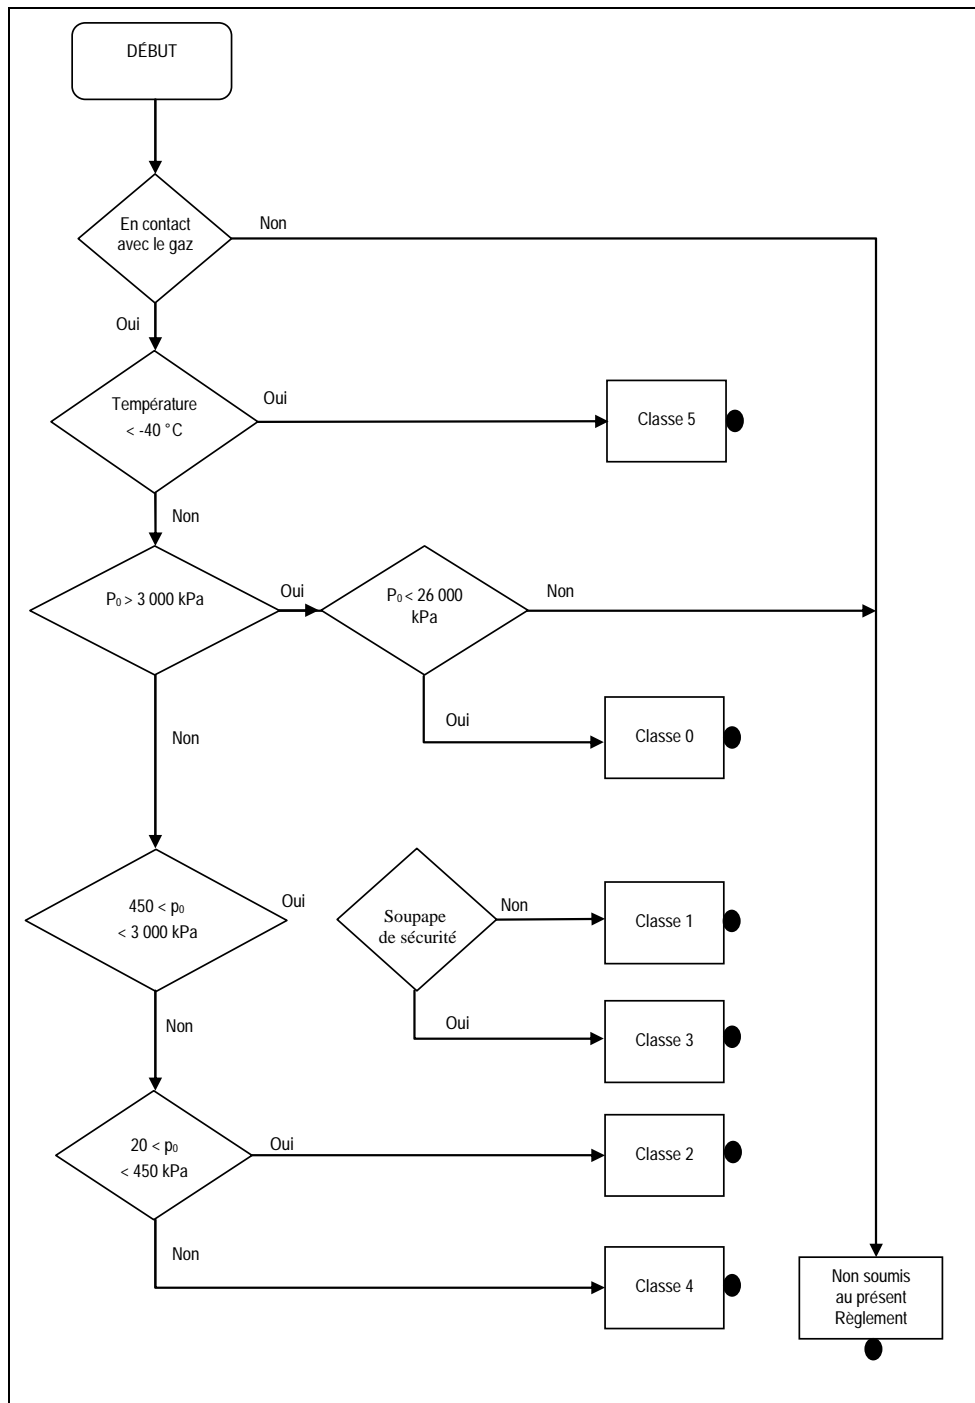 DÉBUT
En contact
avec le gaz
Non
Oui
Température
< -40 °C
Oui
Classe 5
Non
P₀ > 3 000 kPa
Oui
P₀ < 26 000
kPa
Non
Oui
Classe 0
Non
450 < p₀
< 3 000 kPa
Oui
Soupape
de sécurité
Non
Classe 1
Oui
Classe 3
Non
20 < p₀
< 450 kPa
Oui
Classe 2
Non
Classe 4
Non soumis
au présent
Règlement